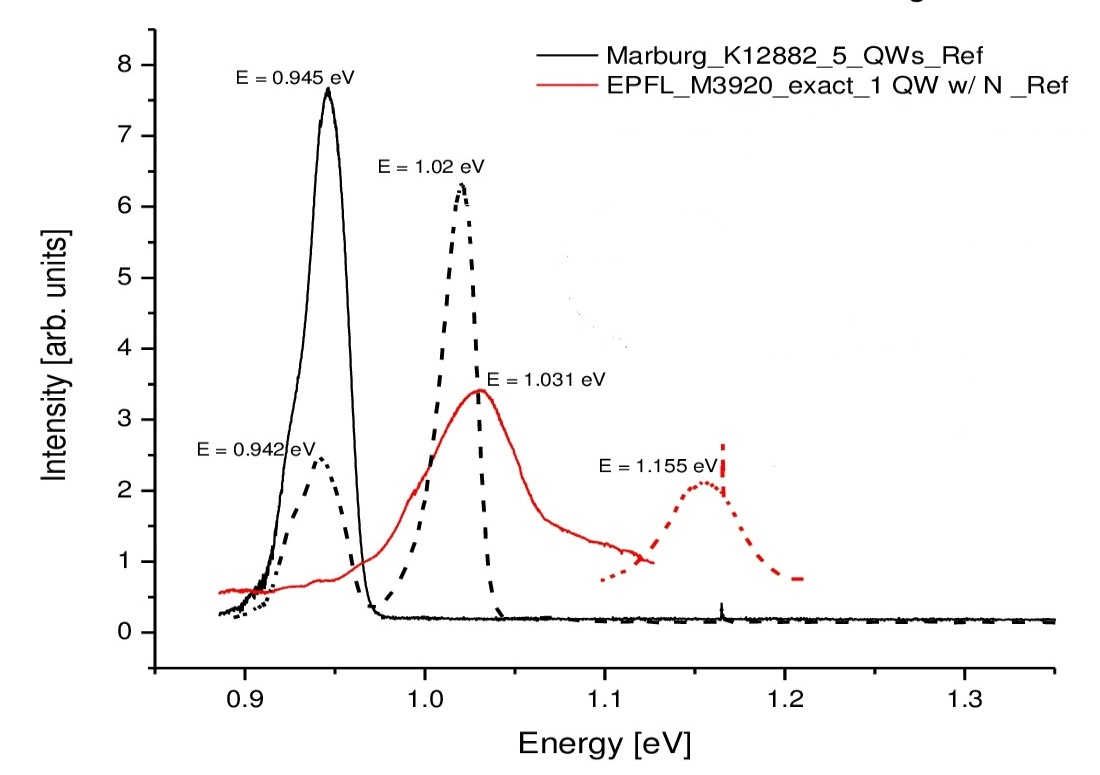 Marburg_K12882_5_QWs_Ref
EPFL_M3920_exact_1 QW w/ N _Ref
E = 0.945 eV
E = 1.02 eV
E = 1.031 eV
E = 0.942 eV
E = 1.155 eV
Intensity [arb. units]
8
7
6
5
4
3
2
1
0
0.9 1.0 1.1 1.2 1.3
Energy [eV]